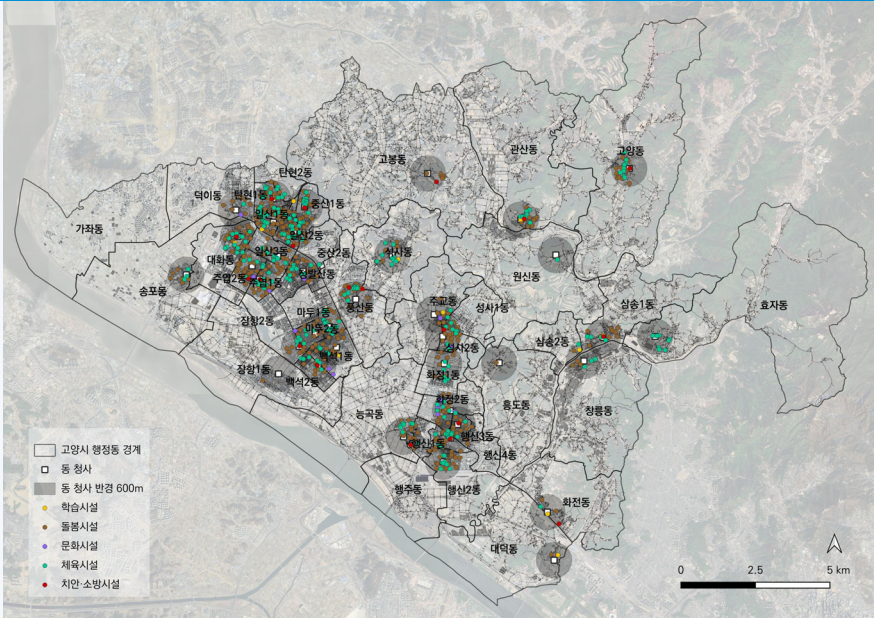 탄현2동
고봉동
관산동
고양동
덕이동
탄현1동
중산1동
일산1동
가좌동
일산2동
대화동
일산3동
중산2동
식사동
주엽2동
주엽1동
정발산동
송포동
원신동
풍산동
주교동
성사1동
삼송1동
효자동
장항2동
마두1동
마두2동
백석1동
성사2동
삼송2동
장항1동
백석2동
화정1동
능곡동
화정2동
흥도동
창릉동
행신1동
행신3동
행신4동
행주동
행신2동
화전동
대덕동
고양시 행정동 경계
동 청사
동 청사 반경 600m
학습시설
돌봄시설
문화시설
체육시설
치안·소방시설
0 2.5 5 km